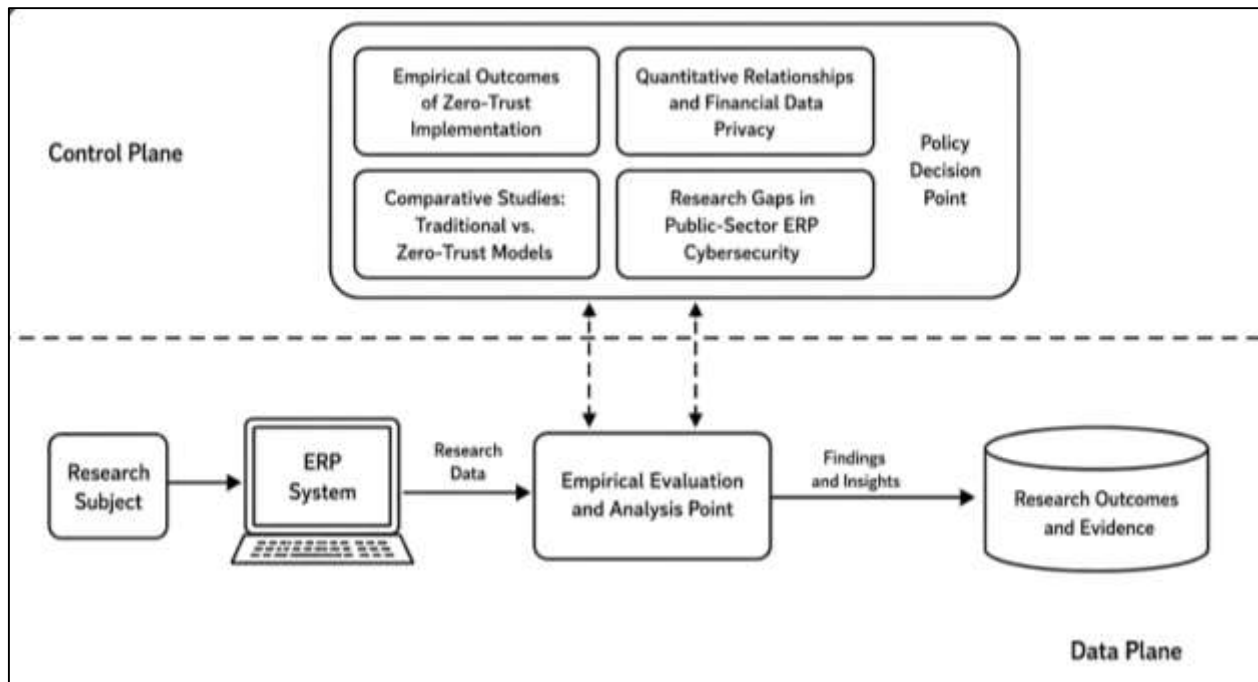 Control Plane
Empirical Outcomes
of Zero-Trust
Implementation
Quantitative Relationships
and Financial Data
Privacy
Comparative Studies:
Traditional vs.
Zero-Trust Models
Research Gaps in
Public-Sector ERP
Cybersecurity
Policy
Decision
Point
Research
Subject
ERP
System
Research
Data
Empirical Evaluation
and Analysis Point
Findings
and Insights
Research Outcomes
and Evidence
Data Plane